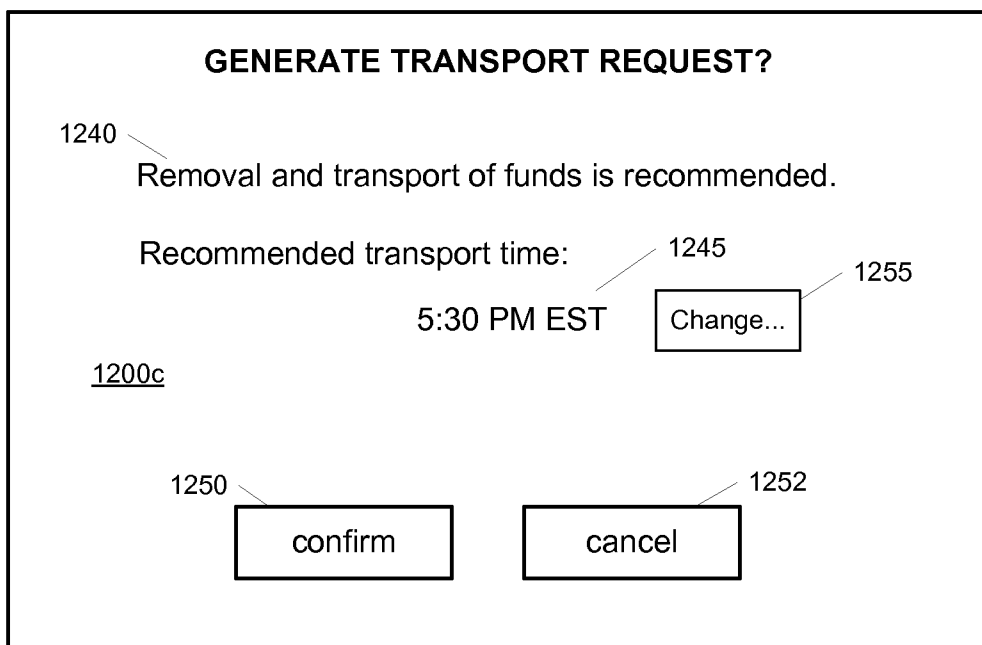 GENERATE TRANSPORT REQUEST?
1240
Removal and transport of funds is recommended.
Recommended transport time:
1245
1255
5:30 PM EST
Change...
1200c
1250
1252
confirm
cancel